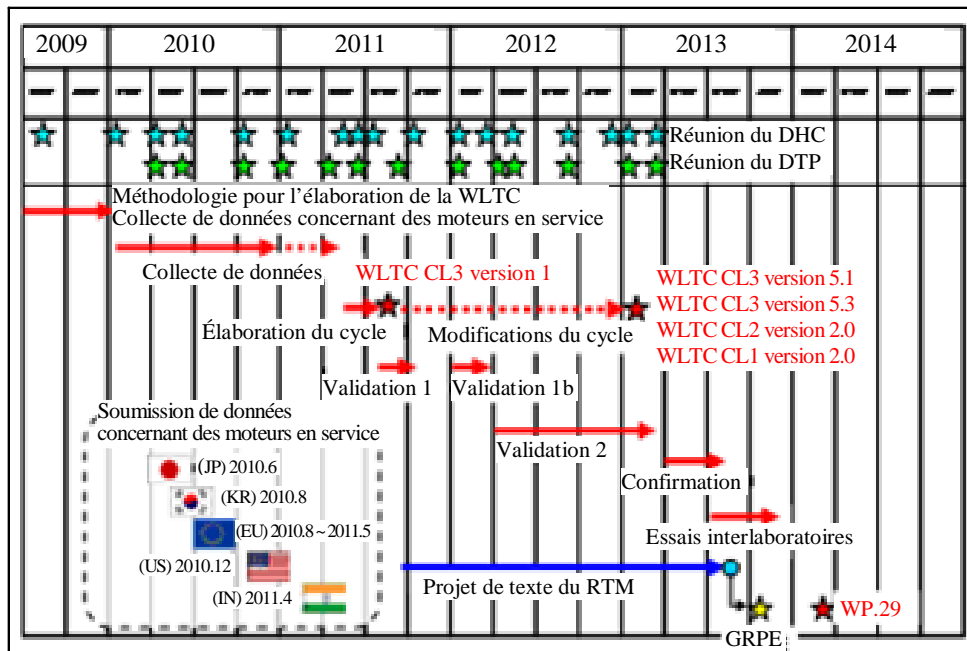 2009 2010 2011 2012 2013 2014
Réunion du DHC
Réunion du DTP
Méthodologie pour l'élaboration de la WLTC
Collecte de données concernant des moteurs en service
Collecte de données
WLTC CL3 version 1
WLTC CL3 version 5.1
WLTC CL3 version 5.3
WLTC CL2 version 2.0
WLTC CL1 version 2.0
Élaboration du cycle
Modifications du cycle
Validation 1
Validation 1b
Soumission de données
concernant des moteurs en service
Validation 2
(JP) 2010.6
Confirmation
(KR) 2010.8
(EU) 2010.8 ~ 2011.5
Essais interlaboratoires
(US) 2010.12
Projet de texte du RTM
(IN) 2011.4
WP.29
GRPE